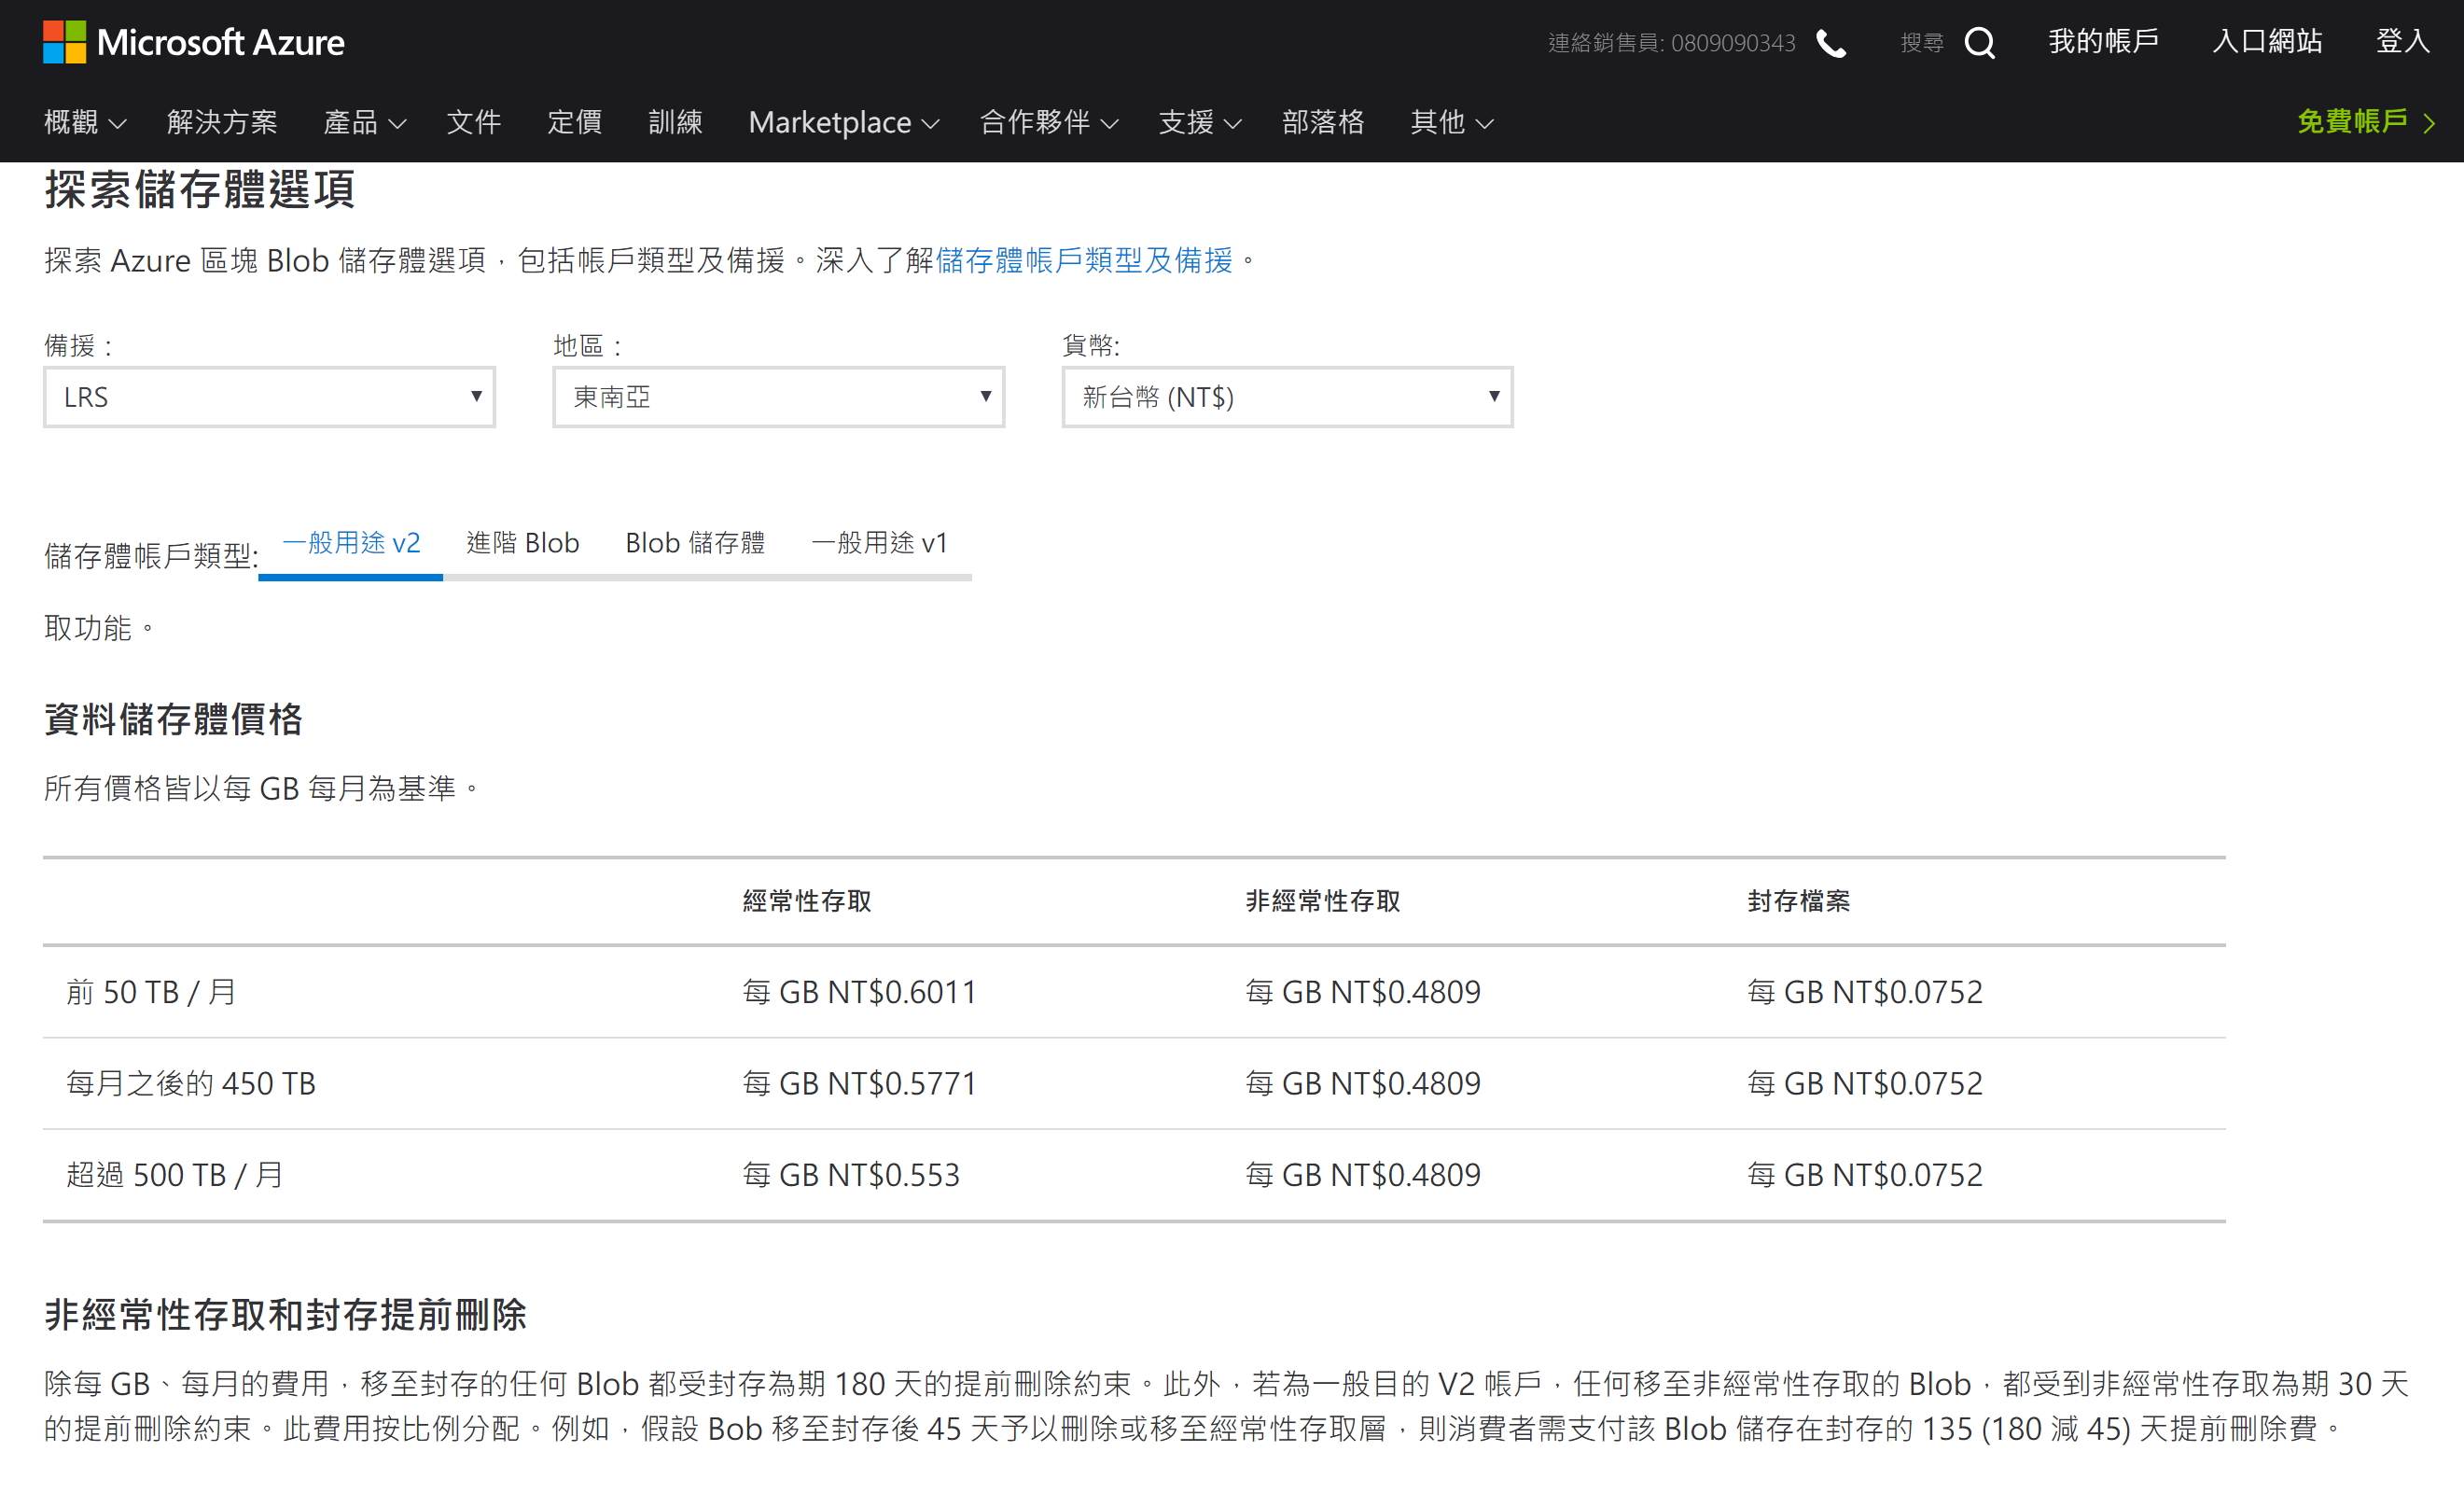 Microsoft Azure
連絡銷售員: 0809090343 搜尋 我的帳戶 入口網站 登入
概觀 解決方案 產品 文件 定價 訓練 Marketplace 合作夥伴 支援 部落格 其他 免費帳戶
探索儲存體選項
探索 Azure 區塊 Blob 儲存體選項，包括帳戶類型及備援。深入了解儲存體帳戶類型及備援。
備援： 地區： 貨幣:
LRS 東南亞 新台幣 (NT$)
儲存體帳戶類型: 一般用途 v2 進階 Blob Blob 儲存體 一般用途 v1
取功能。
資料儲存體價格
所有價格皆以每 GB 每月為基準。
經常性存取 非經常性存取 封存檔案
前 50 TB / 月 每 GB NT$0.6011 每 GB NT$0.4809 每 GB NT$0.0752
每月之後的 450 TB 每 GB NT$0.5771 每 GB NT$0.4809 每 GB NT$0.0752
超過 500 TB / 月 每 GB NT$0.553 每 GB NT$0.4809 每 GB NT$0.0752
非經常性存取和封存提前刪除
除每 GB、每月的費用，移至封存的任何 Blob 都受封存為期 180 天的提前刪除約束。此外，若為一般目的 V2 帳戶，任何移至非經常性存取的 Blob，都受到非經常性存取為期 30 天
的提前刪除約束。此費用按比例分配。例如，假設 Bob 移至封存後 45 天予以刪除或移至經常性存取層，則消費者需支付該 Blob 儲存在封存的 135 (180 減 45) 天提前刪除費。